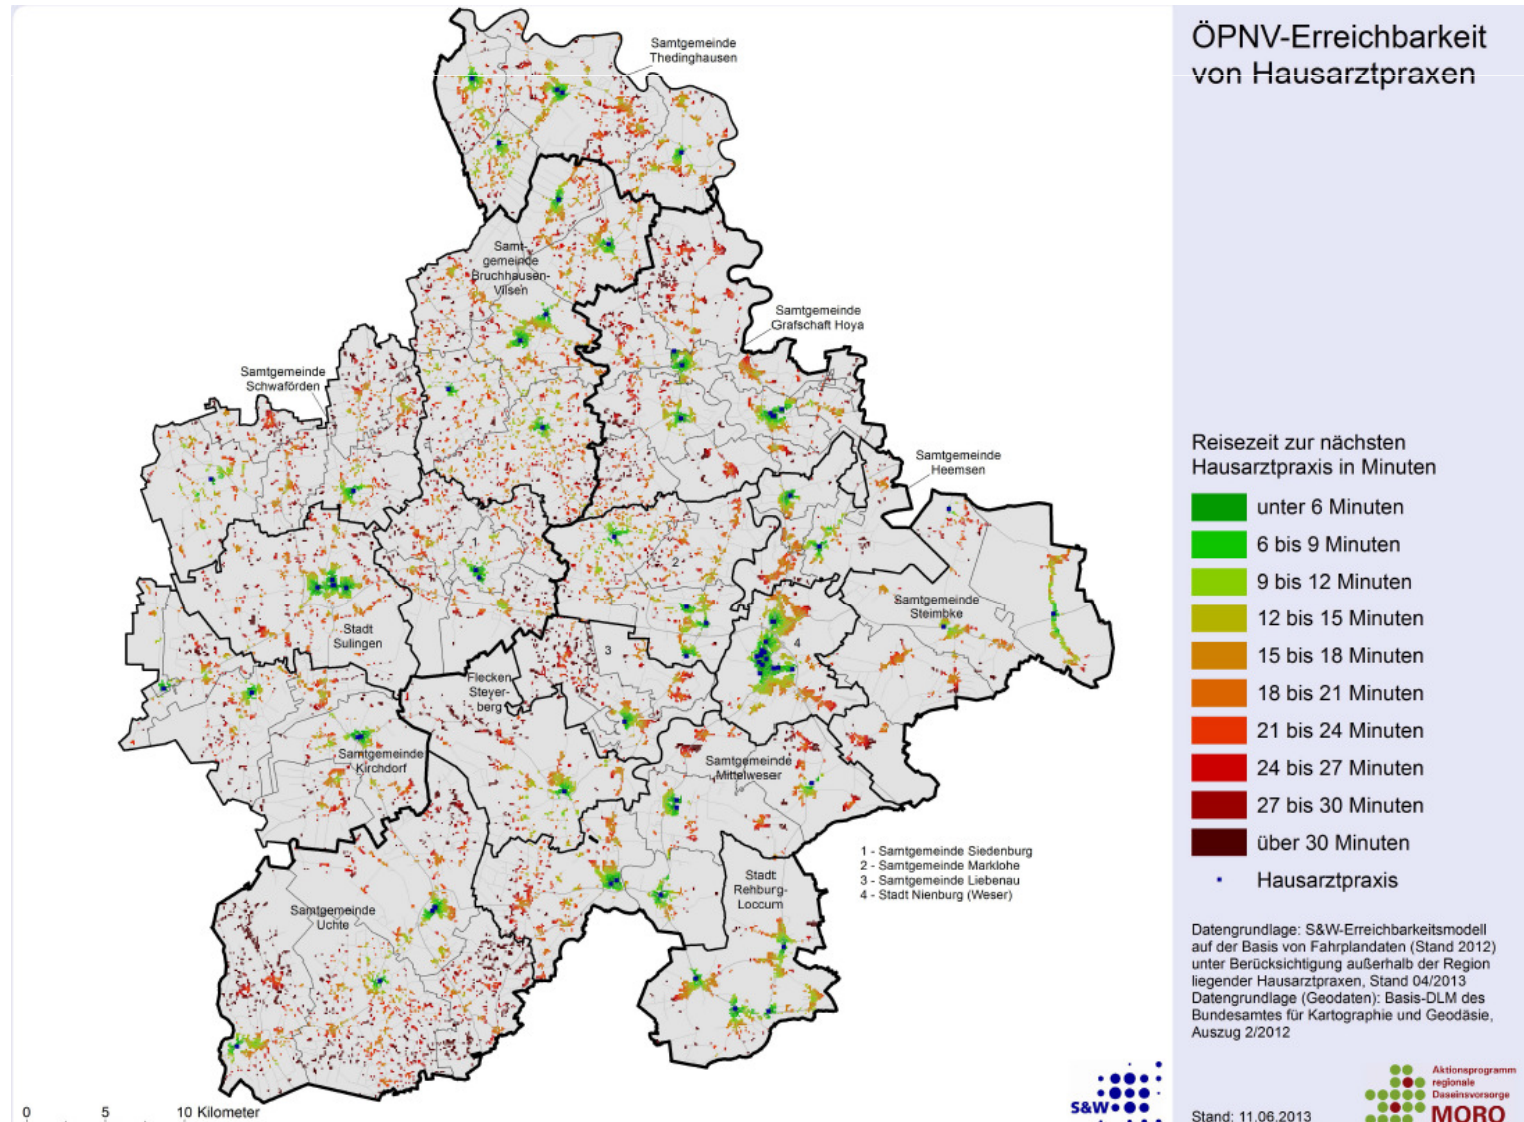 ÖPNV-Erreichbarkeit
von Hausarztpraxen
Samtgemeinde
Thedinghausen
Samt-
gemeinde
Bruchhausen-
Vilsen
Samtgemeinde
Grafschaft Hoya
Samtgemeinde
Schwaförden
Samtgemeinde
Heemsen
1
2
Samtgemeinde
Steimbke
Stadt
Sulingen
3
4
Flecken
Steyer-
berg
Samtgemeinde
Kirchdorf
Samtgemeinde
Mittelweser
Stadt
Rehburg-
Loccum
Samtgemeinde
Uchte
1 - Samtgemeinde Siedenburg
2 - Samtgemeinde Marklohe
3 - Samtgemeinde Liebenau
4 - Stadt Nienburg (Weser)
0 5 10 Kilometer
S&W
Reisezeit zur nächsten
Hausarztpraxis in Minuten
unter 6 Minuten
6 bis 9 Minuten
9 bis 12 Minuten
12 bis 15 Minuten
15 bis 18 Minuten
18 bis 21 Minuten
21 bis 24 Minuten
24 bis 27 Minuten
27 bis 30 Minuten
über 30 Minuten
Hausarztpraxis
Datengrundlage: S&W-Erreichbarkeitsmodell
auf der Basis von Fahrplandaten (Stand 2012)
unter Berücksichtigung außerhalb der Region
liegender Hausarztpraxen, Stand 04/2013
Datengrundlage (Geodaten): Basis-DLM des
Bundesamtes für Kartographie und Geodäsie,
Auszug 2/2012
Stand: 11.06.2013
Aktionsprogramm
regionale
Daseinsvorsorge
MORO